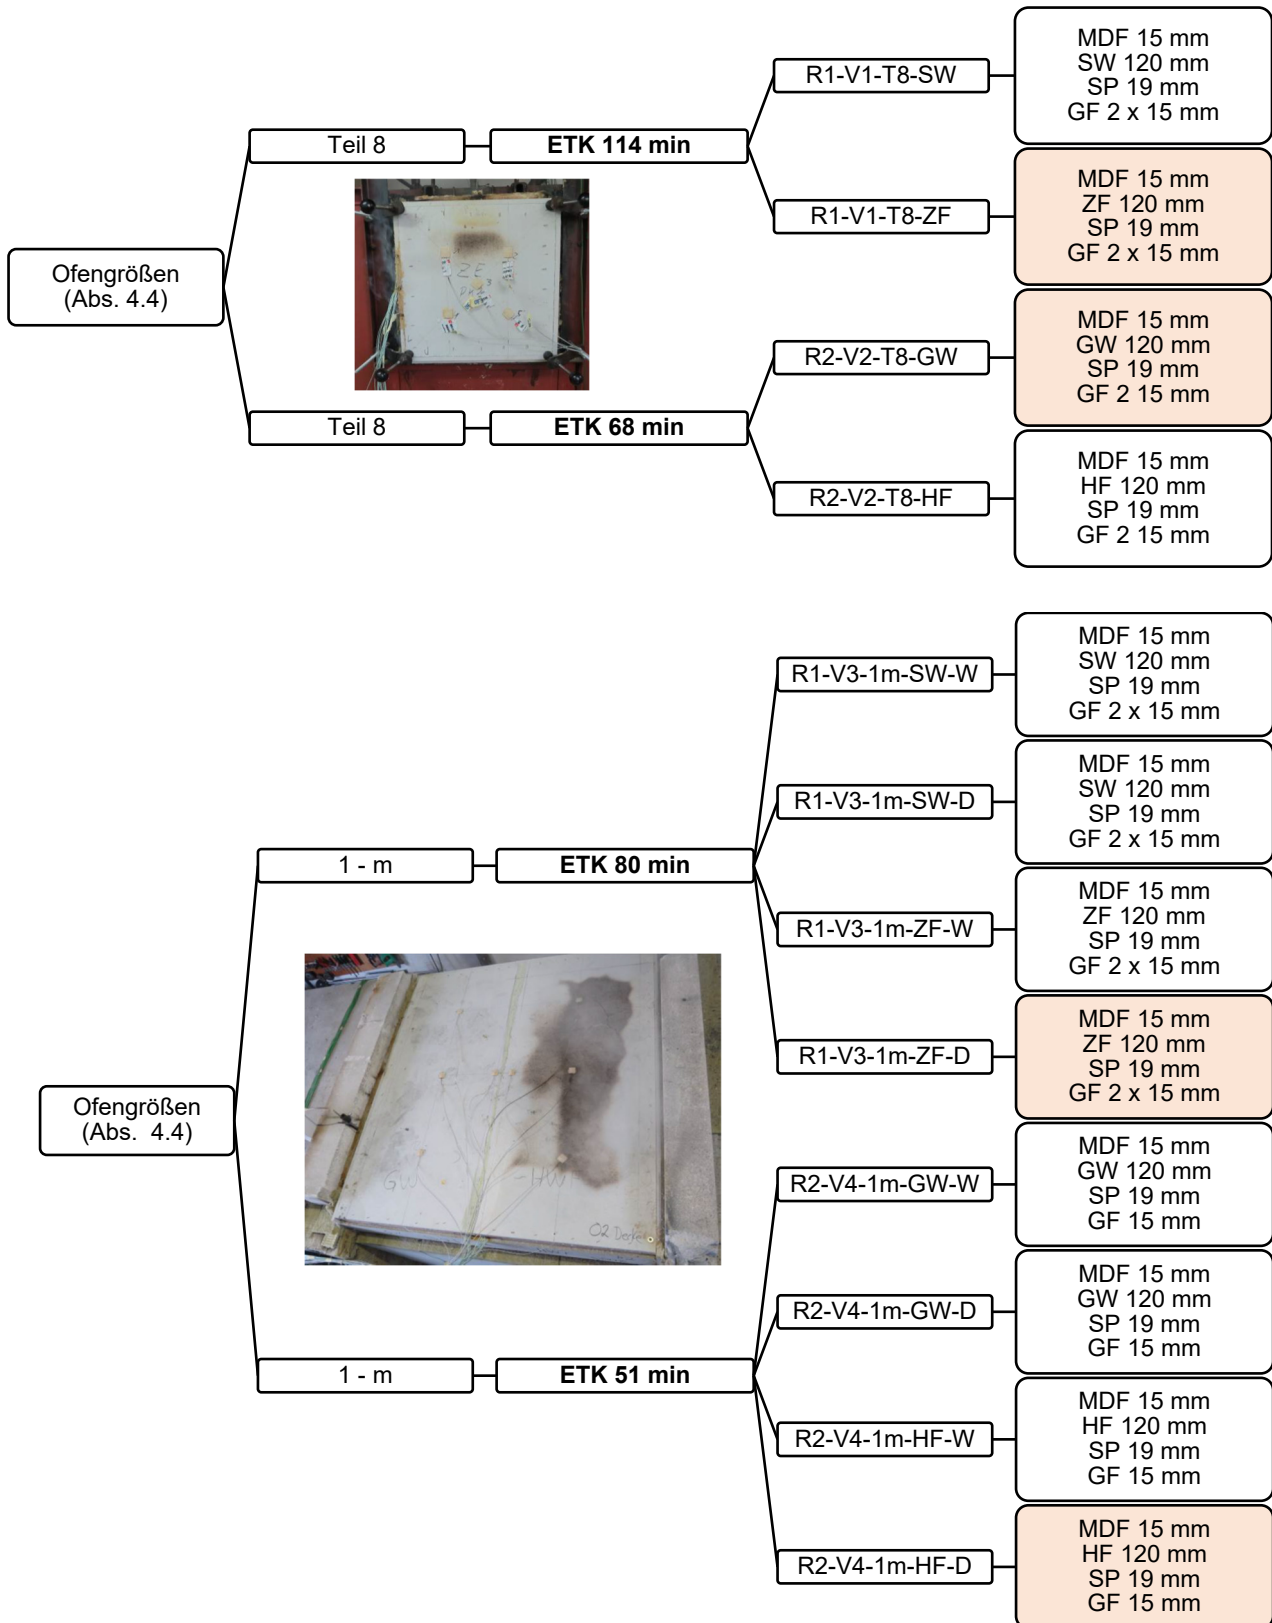 Ofengrößen
(Abs. 4.4)
Teil 8
ETK 114 min
R1-V1-T8-SW
MDF 15 mm
SW 120 mm
SP 19 mm
GF 2 x 15 mm
R1-V1-T8-ZF
MDF 15 mm
ZF 120 mm
SP 19 mm
GF 2 x 15 mm
ZE
Teil 8
ETK 68 min
R2-V2-T8-GW
MDF 15 mm
GW 120 mm
SP 19 mm
GF 2 15 mm
R2-V2-T8-HF
MDF 15 mm
HF 120 mm
SP 19 mm
GF 2 15 mm
Ofengrößen
(Abs. 4.4)
1 - m
ETK 80 min
R1-V3-1m-SW-W
MDF 15 mm
SW 120 mm
SP 19 mm
GF 2 x 15 mm
R1-V3-1m-SW-D
MDF 15 mm
SW 120 mm
SP 19 mm
GF 2 x 15 mm
R1-V3-1m-ZF-W
MDF 15 mm
ZF 120 mm
SP 19 mm
GF 2 x 15 mm
R1-V3-1m-ZF-D
MDF 15 mm
ZF 120 mm
SP 19 mm
GF 2 x 15 mm
GW
-HW
1 - m
ETK 51 min
R2-V4-1m-GW-W
MDF 15 mm
GW 120 mm
SP 19 mm
GF 15 mm
R2-V4-1m-GW-D
MDF 15 mm
GW 120 mm
SP 19 mm
GF 15 mm
R2-V4-1m-HF-W
MDF 15 mm
HF 120 mm
SP 19 mm
GF 15 mm
R2-V4-1m-HF-D
MDF 15 mm
HF 120 mm
SP 19 mm
GF 15 mm